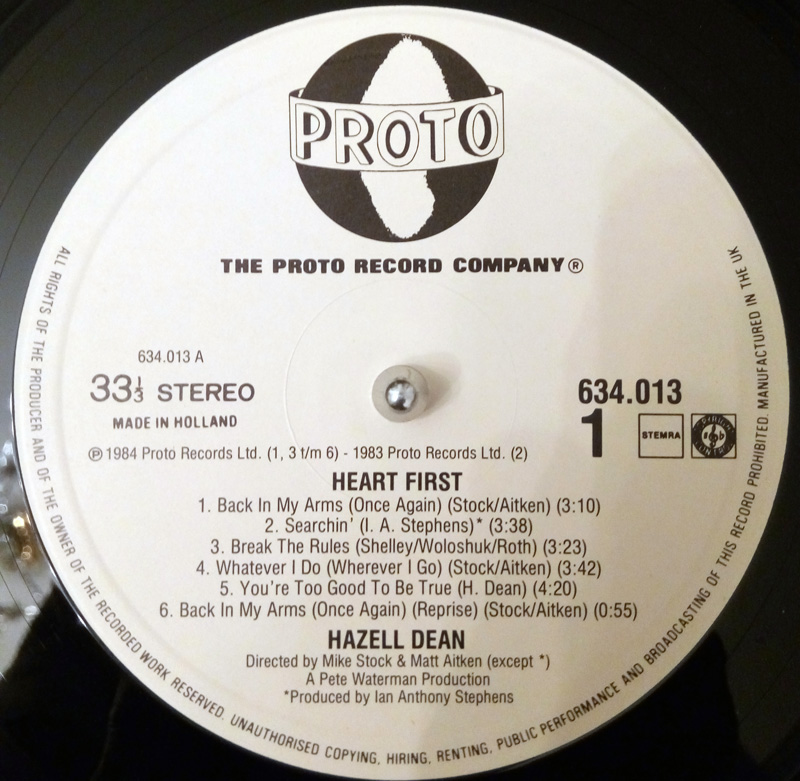 PROTO
THE PROTO RECORD COMPANY®
634.013 A
33⅓ STEREO
MADE IN HOLLAND
634.013
1
STEMRA
℗1984 Proto Records Ltd. (1, 3 t/m 6) - 1983 Proto Records Ltd. (2)
HEART FIRST
1. Back In My Arms (Once Again) (Stock/Aitken) (3:10)
2. Searchin' (I. A. Stephens)* (3:38)
3. Break The Rules (Shelley/Woloshuk/Roth) (3:23)
4. Whatever I Do (Wherever I Go) (Stock/Aitken) (3:42)
5. You're Too Good To Be True (H. Dean) (4:20)
6. Back In My Arms (Once Again) (Reprise) (Stock/Aitken) (0:55)
HAZELL DEAN
Directed by Mike Stock & Matt Aitken (except *)
A Pete Waterman Production
*Produced by Ian Anthony Stephens
ALL RIGHTS OF THE PRODUCER AND OF THE OWNER OF THE RECORDED WORK RESERVED. UNAUTHORISED COPYING, HIRING, RENTING, PUBLIC PERFORMANCE AND BROADCASTING OF THIS RECORD PROHIBITED. MANUFACTURED IN THE UK